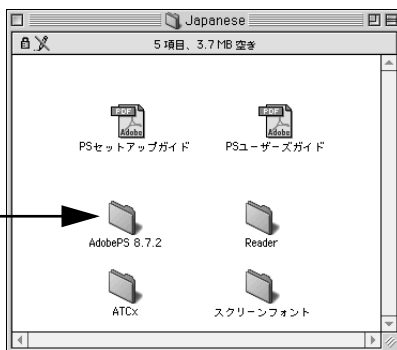 Japanese
5 項目、3.7 MB 空き
PDF
Adobe
PSセットアップガイド
PDF
Adobe
PSユーザーズガイド
AdobePS 8.7.2
Reader
ATCx
スクリーンフォント